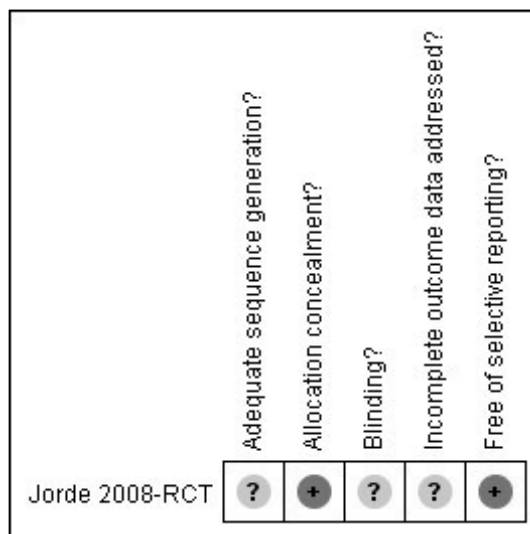 Adequate sequence generation?
Allocation concealment?
Blinding?
Incomplete outcome data addressed?
Free of selective reporting?
Jorde 2008-RCT ? + ? ? +